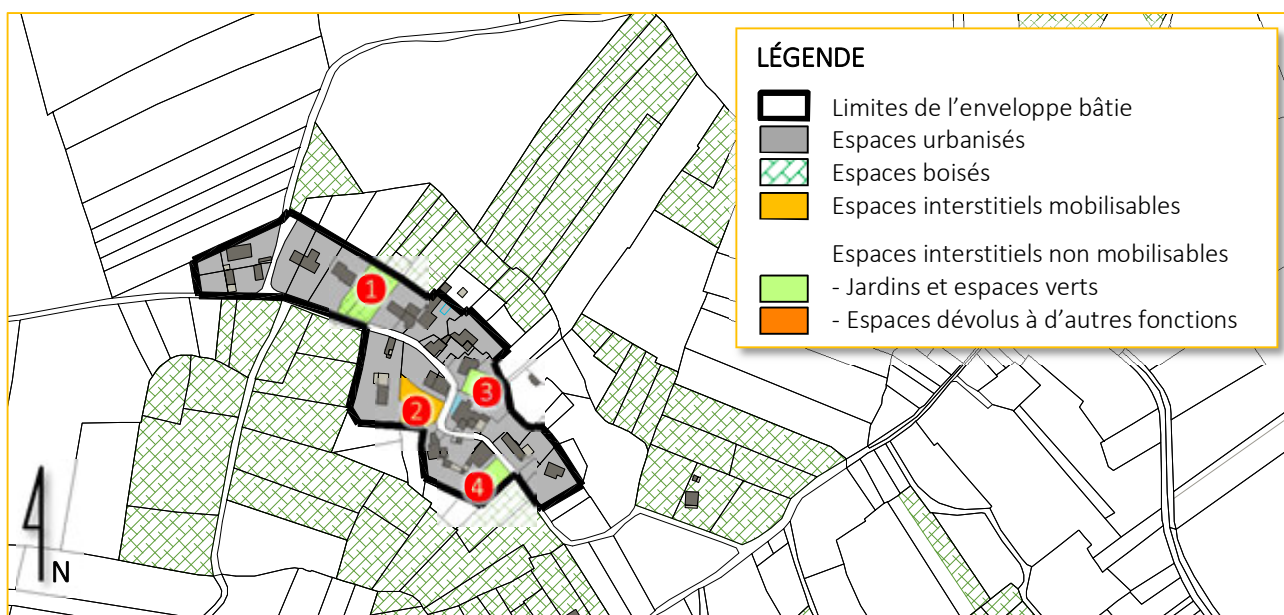 LÉGENDE
Limites de l'enveloppe bâtie
Espaces urbanisés
Espaces boisés
Espaces interstitiels mobilisables
Espaces interstitiels non mobilisables
- Jardins et espaces verts
- Espaces dévolus à d'autres fonctions
1
2
3
4
N